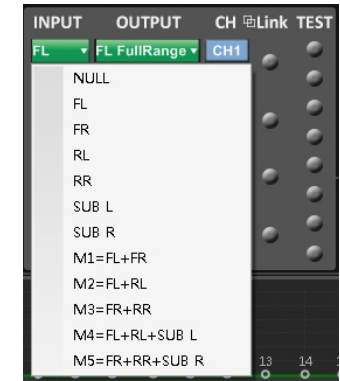 INPUT OUTPUT CH Link TEST
FL FL FullRange CH1
NULL
FL
FR
RL
RR
SUB L
SUB R
M1=FL+FR
M2=FL+RL
M3=FR+RR
M4=FL+RL+SUB L
M5=FR+RR+SUB R
13 14